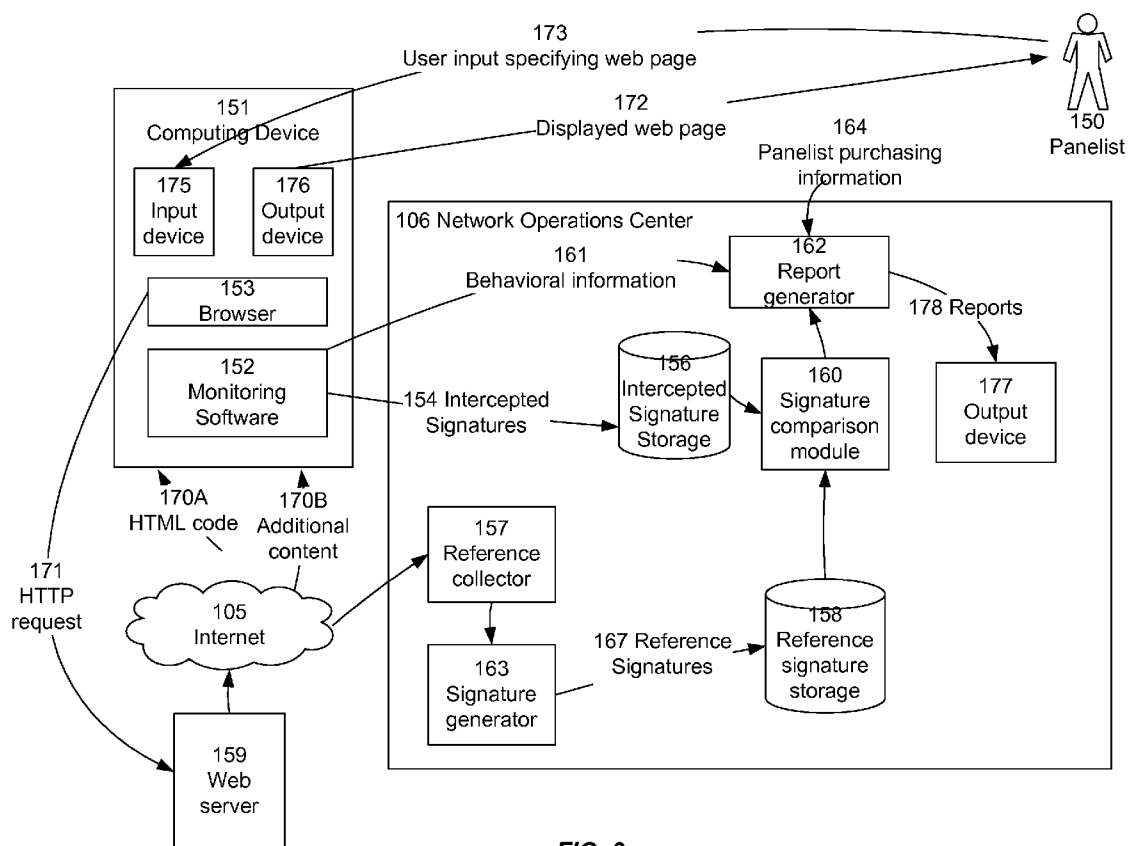 173
User input specifying web page
172
Displayed web page
150
Panelist
151
Computing Device
175
Input
device
176
Output
device
153
Browser
152
Monitoring
Software
164
Panelist purchasing
information
106 Network Operations Center
161
Behavioral information
162
Report
generator
178 Reports
154 Intercepted
Signatures
156
Intercepted
Signature
Storage
160
Signature
comparison
module
177
Output
device
170A
HTML code
170B
Additional
content
171
HTTP
request
105
Internet
157
Reference
collector
163
Signature
generator
167 Reference
Signatures
158
Reference
signature
storage
159
Web
server